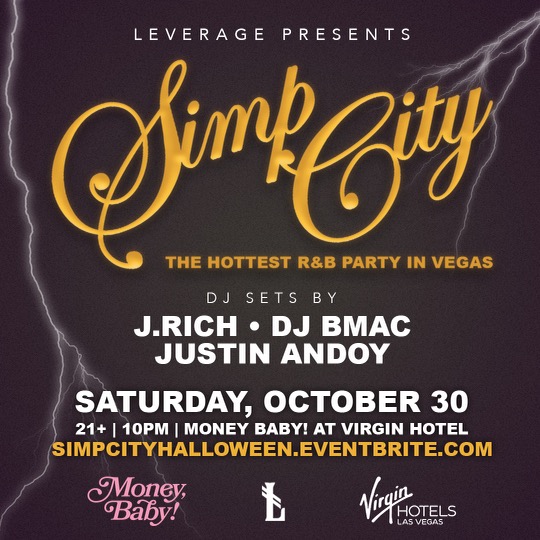 LEVERAGE PRESENTS
Simp City
THE HOTTEST R&B PARTY IN VEGAS
DJ SETS BY
J.RICH • DJ BMAC
JUSTIN ANDOY
SATURDAY, OCTOBER 30
21+ | 10PM | MONEY BABY! AT VIRGIN HOTEL
SIMPCITYHALLOWEEN.EVENTBRITE.COM
Money,
Baby!
L
Virgin
HOTELS
LAS VEGAS